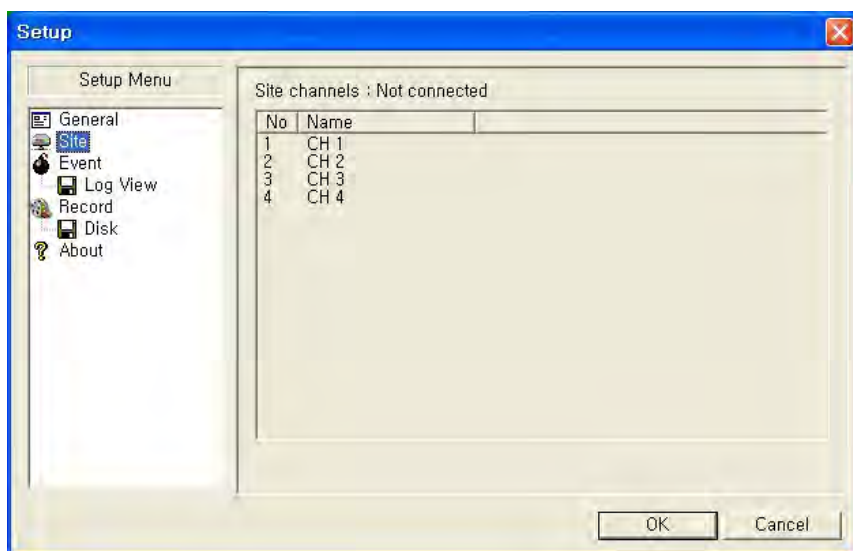 Setup
Setup Menu
General
Site
Event
Log View
Record
Disk
About
Site channels : Not connected
No Name
1 CH 1
2 CH 2
3 CH 3
4 CH 4
OK Cancel